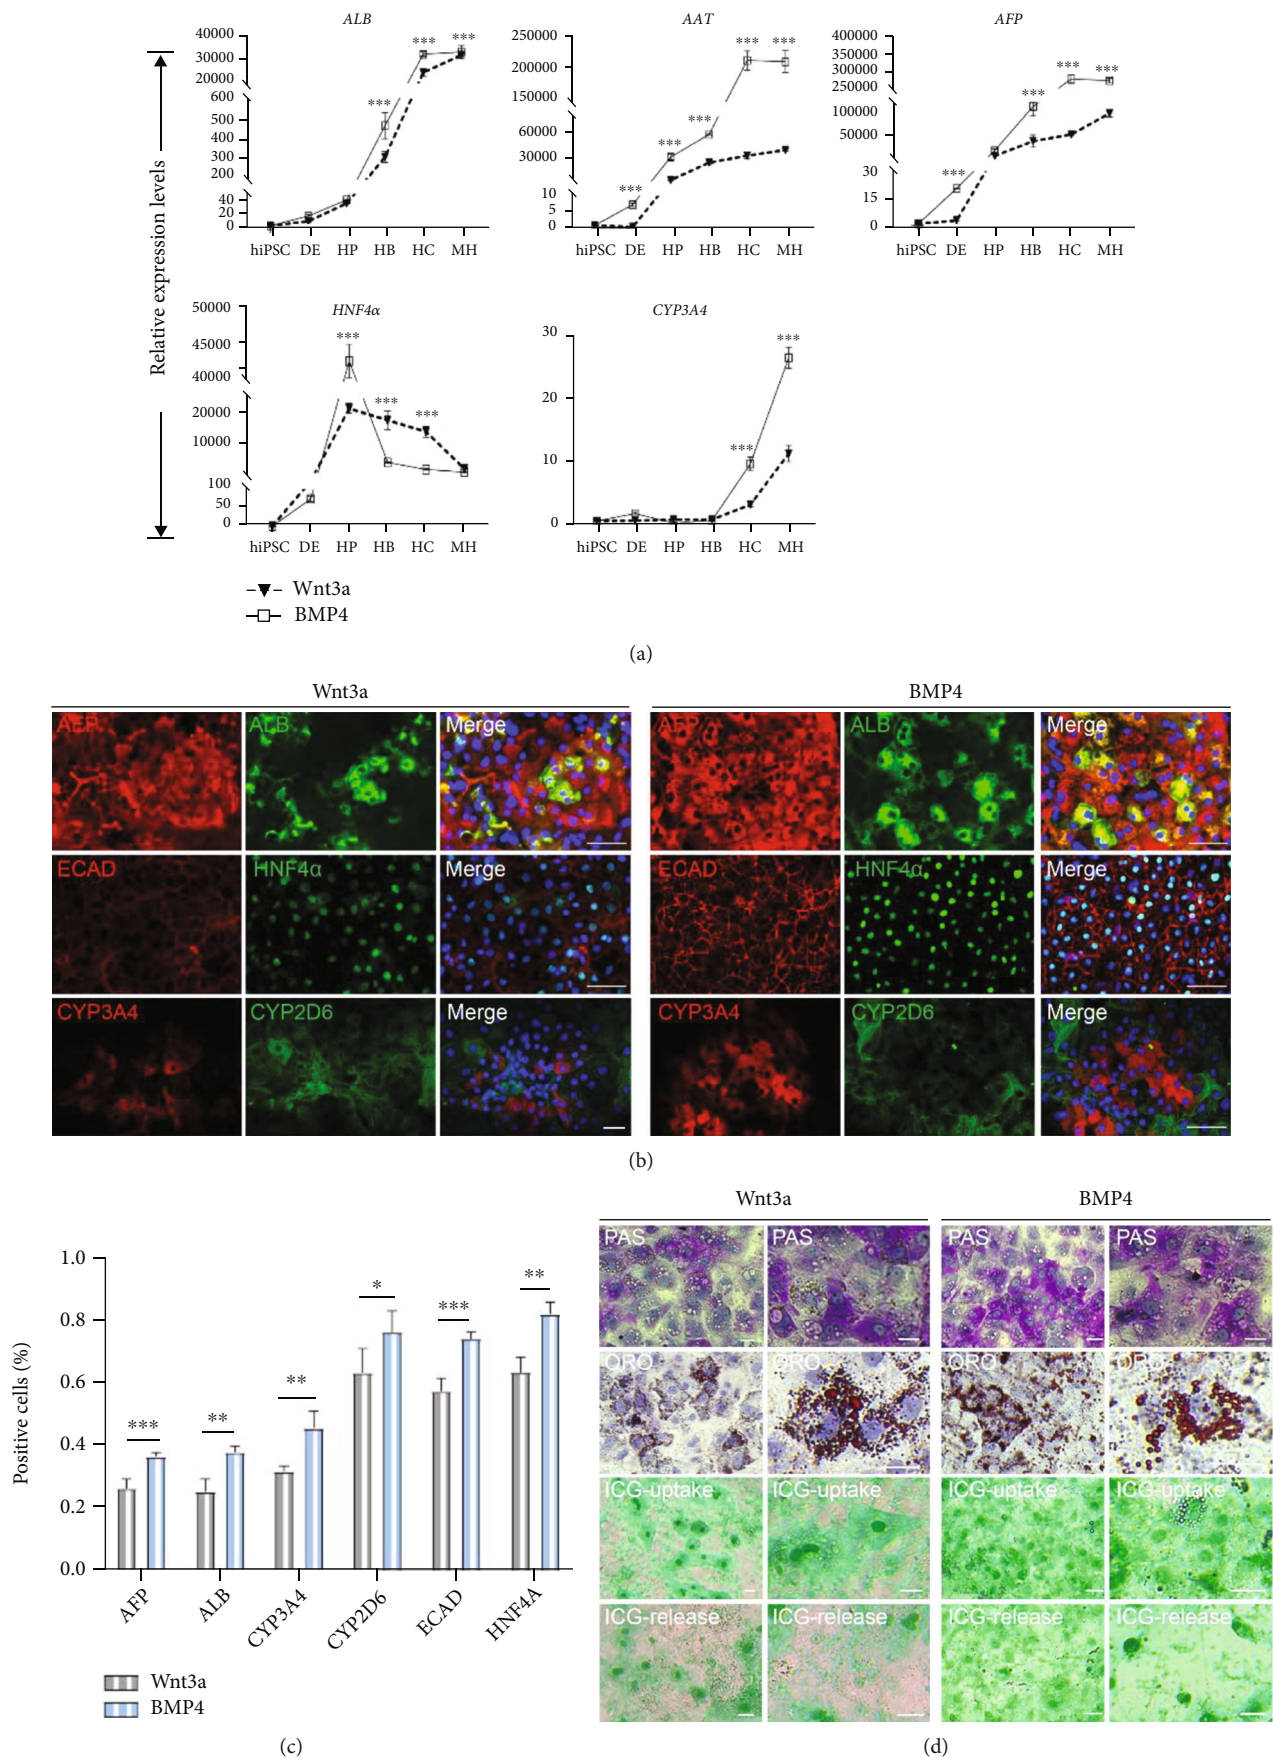 ALB
AAT
AFP
Relative expression levels
40000
30000
20000
600
500
400
300
200
40
20
0
hiPSC DE HP HB HC MH
*** *** ***
250000
200000
150000
60000
30000
10
5
0
hiPSC DE HP HB HC MH
*** *** *** *** ***
400000
300000
250000
100000
50000
30
15
0
hiPSC DE HP HB HC MH
*** *** *** ***
HNF4α
CYP3A4
50000
45000
40000
20000
10000
100
50
0
hiPSC DE HP HB HC MH
*** *** ***
30
20
10
0
hiPSC DE HP HB HC MH
*** ***
Wnt3a
BMP4
(a)
Wnt3a
BMP4
AFP ALB Merge AFP ALB Merge
ECAD HNF4α Merge ECAD HNF4α Merge
CYP3A4 CYP2D6 Merge CYP3A4 CYP2D6 Merge
(b)
Positive cells (%)
1.0
0.8
0.6
0.4
0.2
0.0
*** ** ** * *** **
AFP ALB CYP3A4 CYP2D6 ECAD HNF4A
Wnt3a
BMP4
(c)
Wnt3a
BMP4
PAS PAS PAS PAS
ORO ORO ORO ORO
ICG-uptake ICG-uptake ICG-uptake ICG-uptake
ICG-release ICG-release ICG-release ICG-release
(d)